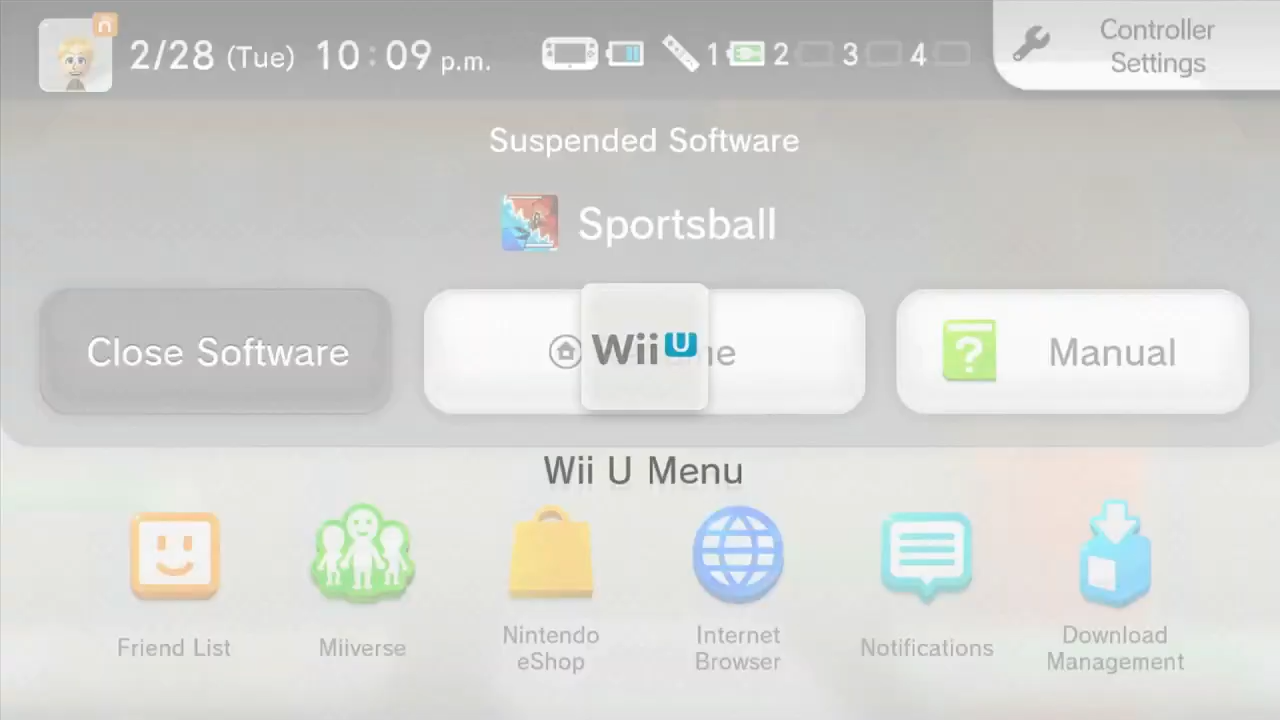 2/28 (Tue) 10:09 p.m.
1 2 3 4
Controller
Settings
Suspended Software
Sportsball
Close Software
Wii U
Manual
Wii U Menu
Friend List
Miiverse
Nintendo
eShop
Internet
Browser
Notifications
Download
Management